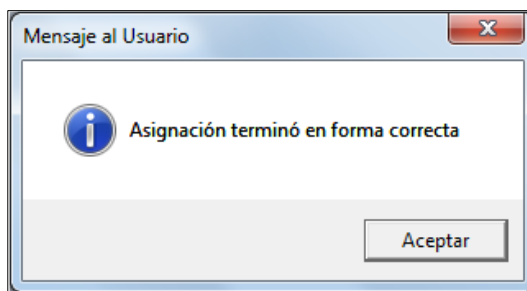 Mensaje al Usuario
Asignación terminó en forma correcta
Aceptar